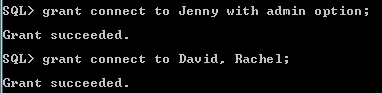 SQL> grant connect to Jenny with admin option;
Grant succeeded.
SQL> grant connect to David, Rachel;
Grant succeeded.